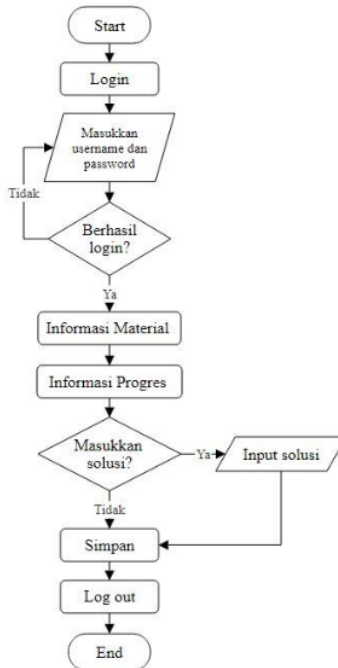 Start
Login
Masukkan
username dan
password
Tidak
Berhasil
login?
Ya
Informasi Material
Informasi Progres
Masukkan
solusi?
Ya
Input solusi
Tidak
Simpan
Log out
End